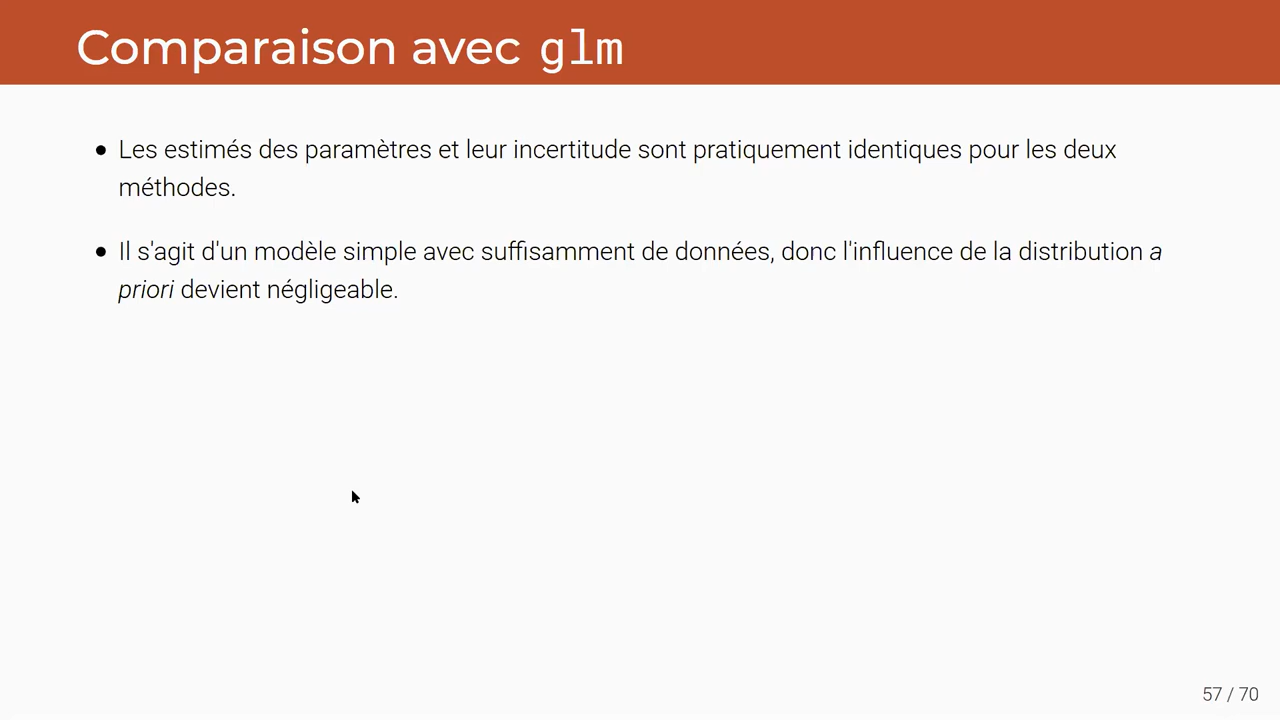 Comparaison avec glm
• Les estimés des paramètres et leur incertitude sont pratiquement identiques pour les deux
méthodes.
• Il s'agit d'un modèle simple avec suffisamment de données, donc l'influence de la distribution a
priori devient négligeable.
57 / 70